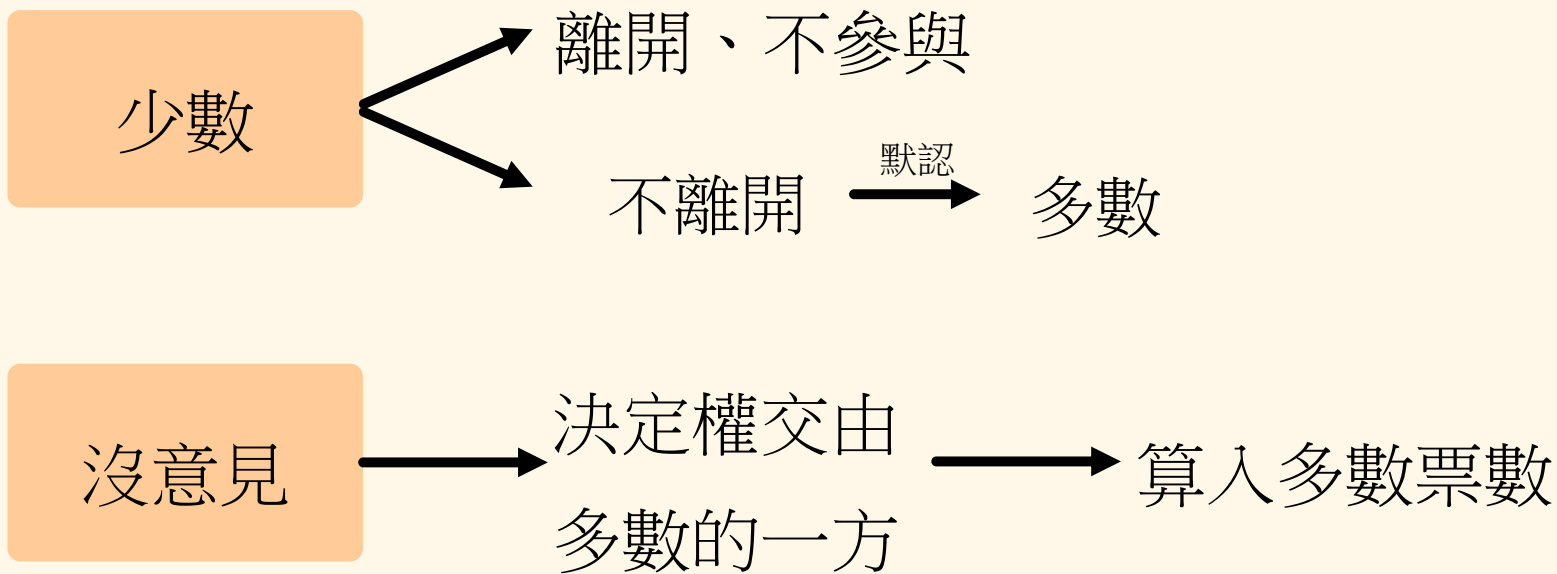 少數
離開、不參與
不離開
默認
多數
沒意見
決定權交由
多數的一方
算入多數票數